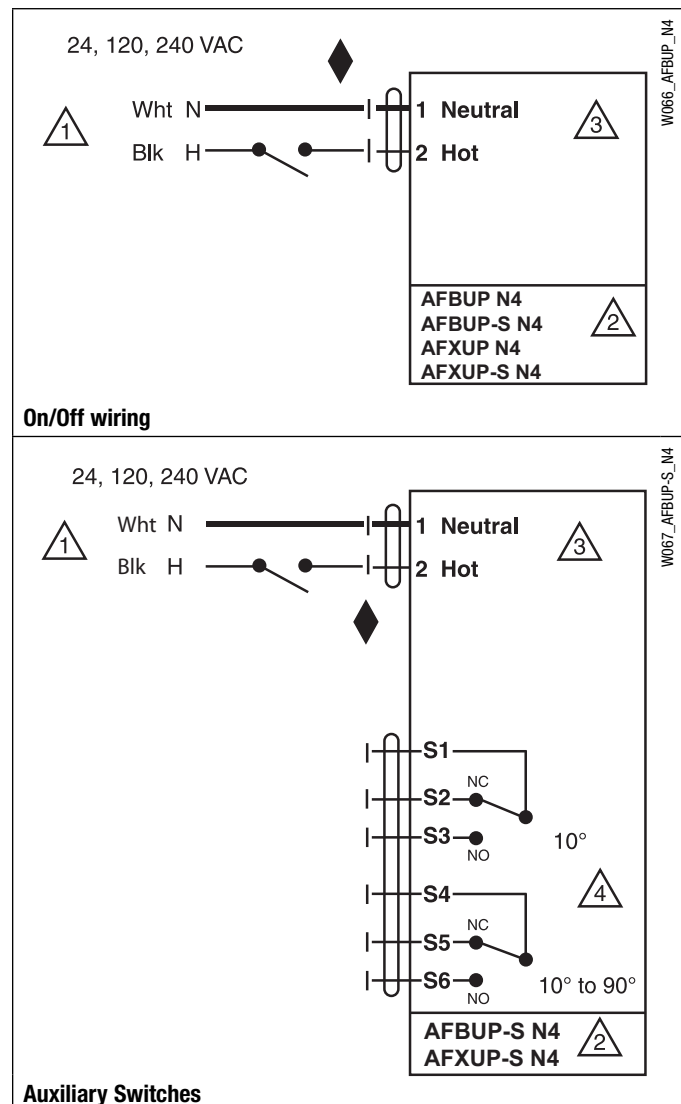 24, 120, 240 VAC
W066_AFBUP_N4
1
Wht N
1 Neutral
3
Blk H
2 Hot
AFBUP N4
AFBUP-S N4
AFXUP N4
AFXUP-S N4
2
On/Off wiring
24, 120, 240 VAC
W067_AFBUP-S_N4
1
Wht N
1 Neutral
3
Blk H
2 Hot
S1
NC
S2
S3
NO
10°
S4
4
NC
S5
S6
NO
10° to 90°
AFBUP-S N4
AFXUP-S N4
2
Auxiliary Switches